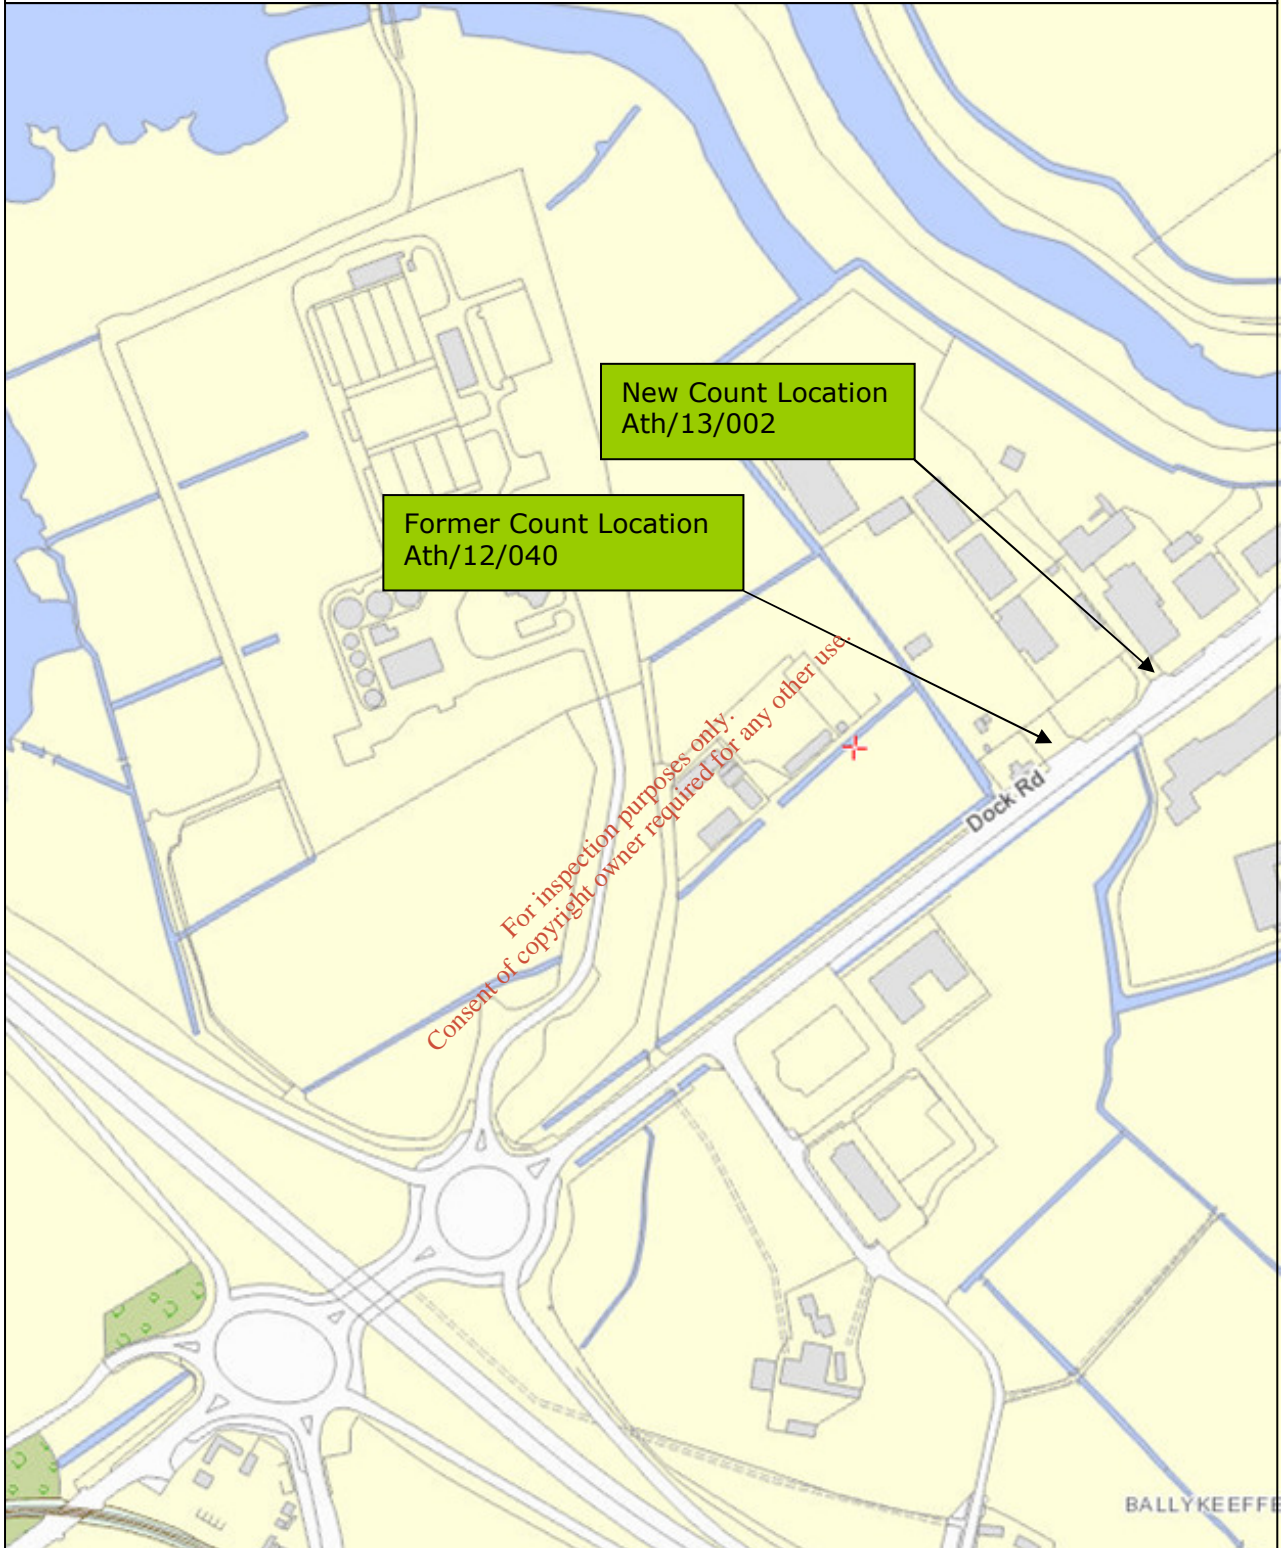 New Count Location
Ath/13/002
Former Count Location
Ath/12/040
For inspection purposes only.
Consent of copyright owner required for any other use.
Dock Rd
BALLYKEEFFE